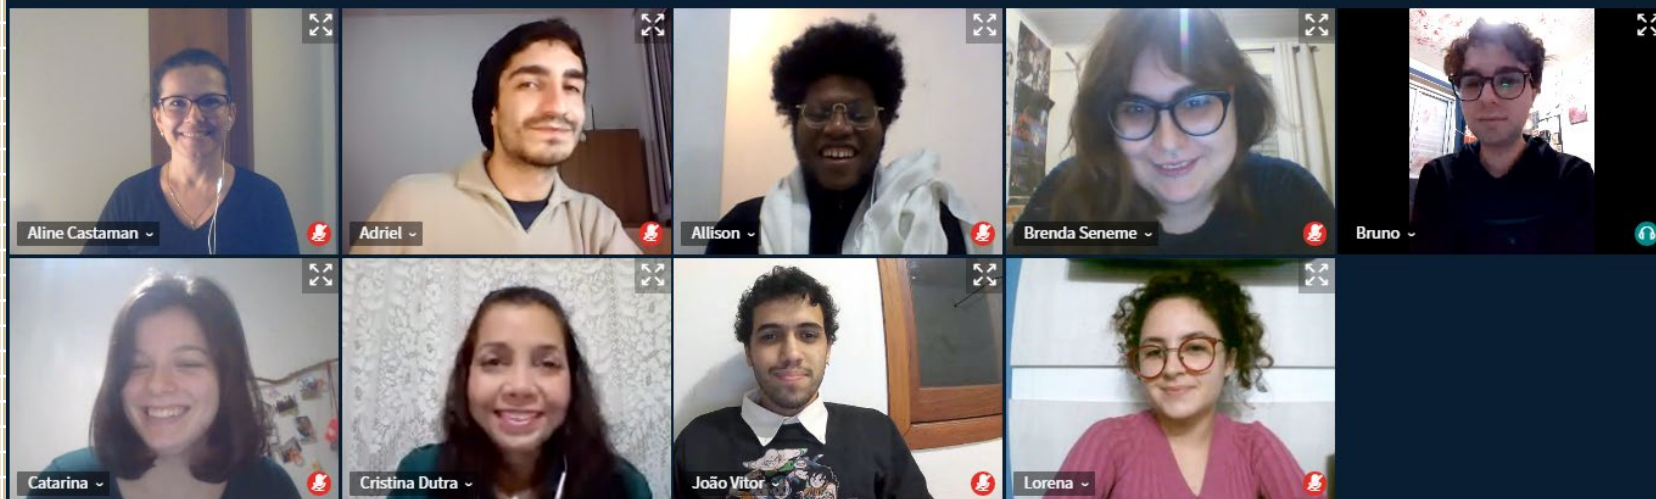 Aline Castaman
Adriel
Allison
Brenda Seneme
Bruno
Catarina
Cristina Dutra
João Vitor
Lorena